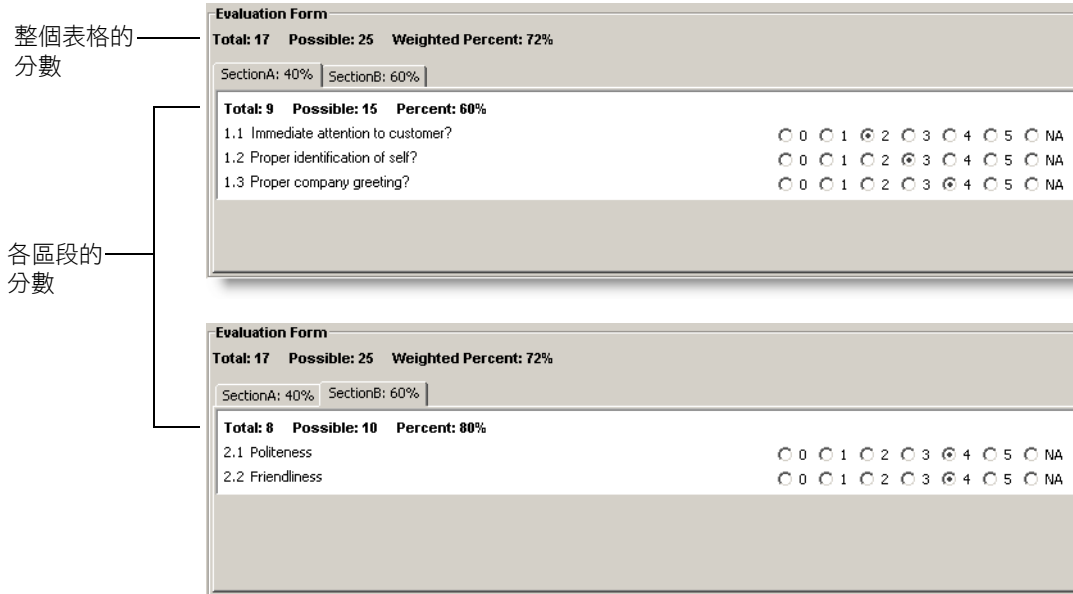 整個表格的
分數
Evaluation Form
Total: 17 Possible: 25 Weighted Percent: 72%
SectionA: 40% SectionB: 60%
Total: 9 Possible: 15 Percent: 60%
1.1 Immediate attention to customer? 0 1 2 3 4 5 NA
1.2 Proper identification of self? 0 1 2 3 4 5 NA
1.3 Proper company greeting? 0 1 2 3 4 5 NA
各區段的
分數
Evaluation Form
Total: 17 Possible: 25 Weighted Percent: 72%
SectionA: 40% SectionB: 60%
Total: 8 Possible: 10 Percent: 80%
2.1 Politeness 0 1 2 3 4 5 NA
2.2 Friendliness 0 1 2 3 4 5 NA